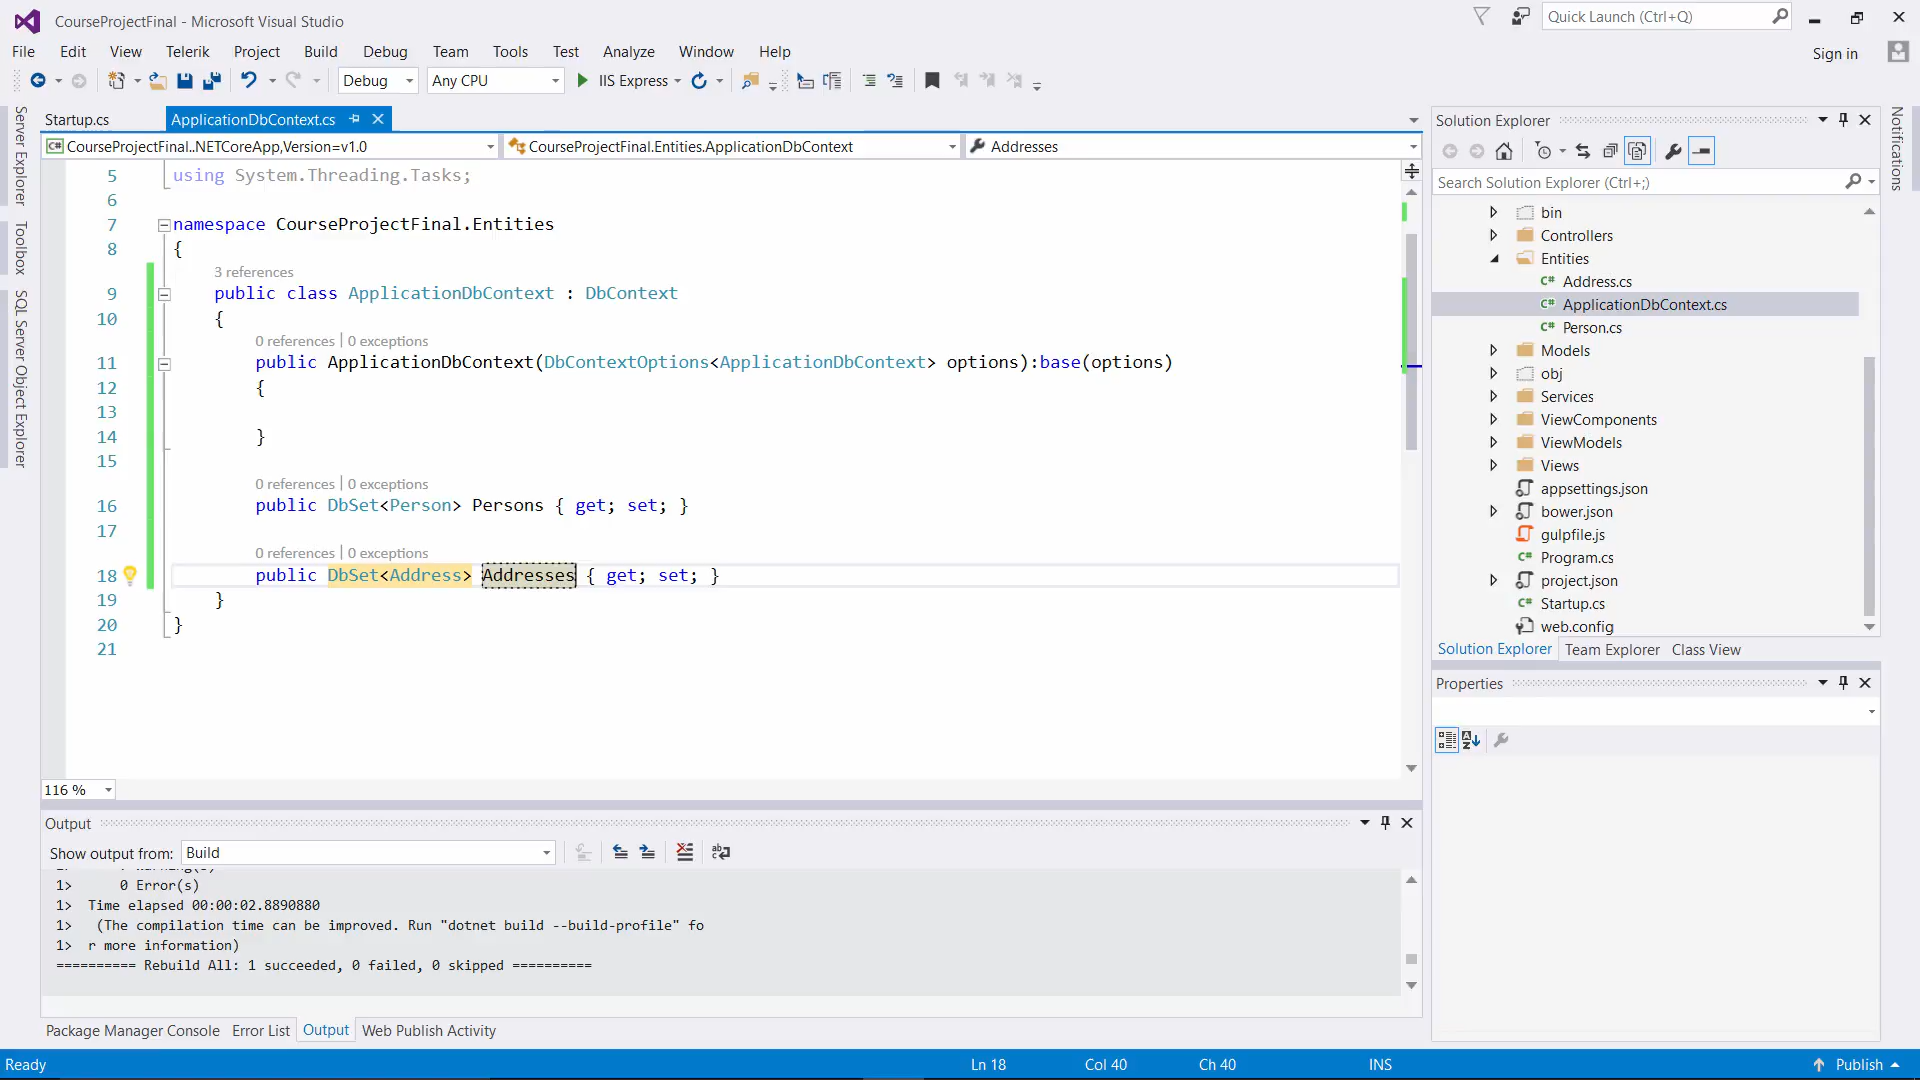 CourseProjectFinal - Microsoft Visual Studio
Quick Launch (Ctrl+Q)
File Edit View Telerik Project Build Debug Team Tools Test Analyze Window Help
Sign in
Debug Any CPU IIS Express
Server Explorer
Toolbox
SQL Server Object Explorer
Startup.cs ApplicationDbContext.cs
CourseProjectFinal..NETCoreApp,Version=v1.0 CourseProjectFinal.Entities.ApplicationDbContext Addresses
5 using System.Threading.Tasks;
6
7 namespace CourseProjectFinal.Entities
8 {
3 references
9 public class ApplicationDbContext : DbContext
10 {
0 references | 0 exceptions
11 public ApplicationDbContext(DbContextOptions<ApplicationDbContext> options):base(options)
12 {
13
14 }
15
0 references | 0 exceptions
16 public DbSet<Person> Persons { get; set; }
17
0 references | 0 exceptions
18 public DbSet<Address> Addresses { get; set; }
19 }
20 }
21
116 %
Output
Show output from: Build
1> 0 Error(s)
1> Time elapsed 00:00:02.8890880
1> (The compilation time can be improved. Run "dotnet build --build-profile" fo
1> r more information)
========== Rebuild All: 1 succeeded, 0 failed, 0 skipped ==========
Package Manager Console Error List Output Web Publish Activity
Solution Explorer
Search Solution Explorer (Ctrl+;)
bin
Controllers
Entities
C# Address.cs
C# ApplicationDbContext.cs
C# Person.cs
Models
obj
Services
ViewComponents
ViewModels
Views
appsettings.json
bower.json
gulpfile.js
C# Program.cs
project.json
C# Startup.cs
web.config
Solution Explorer Team Explorer Class View
Properties
Notifications
Ready Ln 18 Col 40 Ch 40 INS Publish